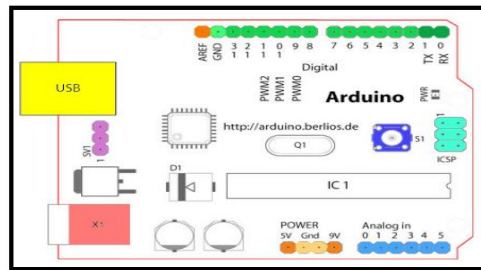 AREF
GND
13
12
11
10
9
8
7
6
5
4
3
2
1
0
TX
RX
Digital
USB
PWM2
PWM1
PWM0
Arduino
PWR
SV1
1
http://arduino.berlios.de
Q1
S1
1
ICSP
D1
IC 1
X1
POWER
5V Gnd 9V
Analog in
0 1 2 3 4 5